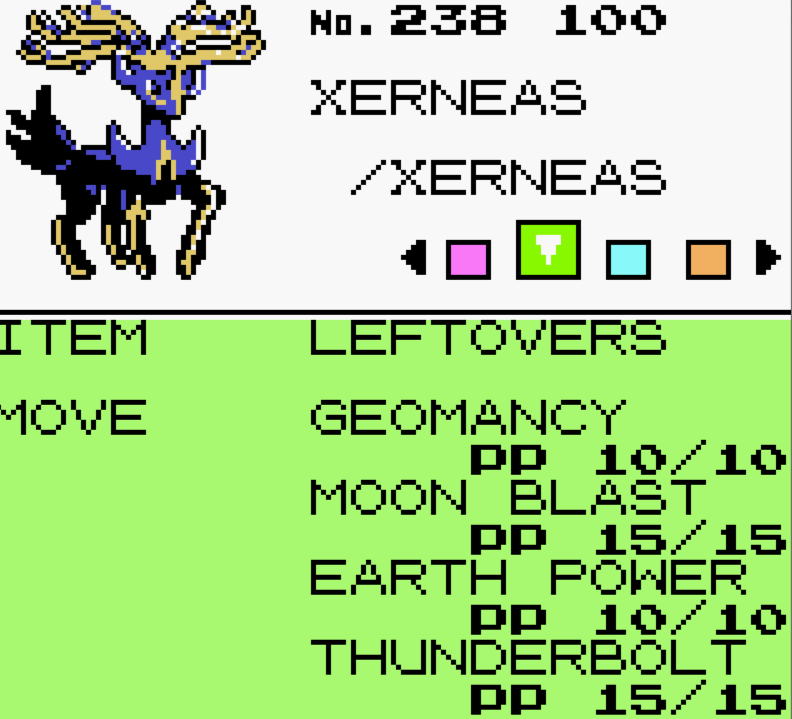 No. 238 100
XERNEAS
/XERNEAS
ITEM LEFTOVERS
MOVE GEOMANCY
PP 10/10
MOON BLAST
PP 15/15
EARTH POWER
PP 10/10
THUNDERBOLT
PP 15/15